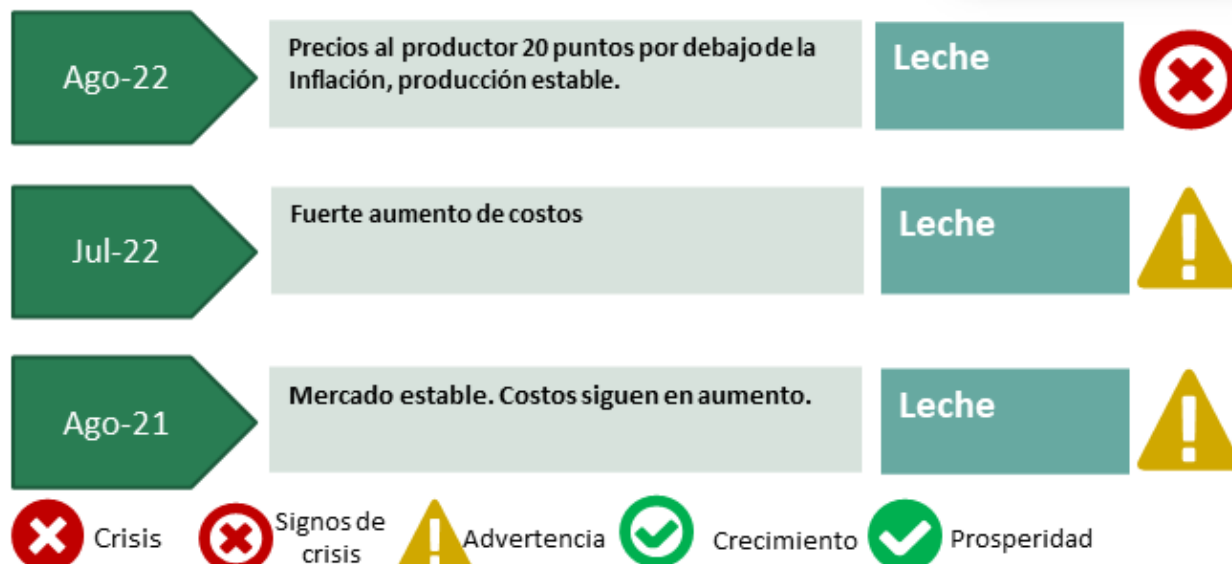 Ago-22
Precios al productor 20 puntos por debajo de la
Inflación, producción estable.
Leche
Jul-22
Fuerte aumento de costos
Leche
Ago-21
Mercado estable. Costos siguen en aumento.
Leche
Crisis
Signos de
crisis
Advertencia
Crecimiento
Prosperidad